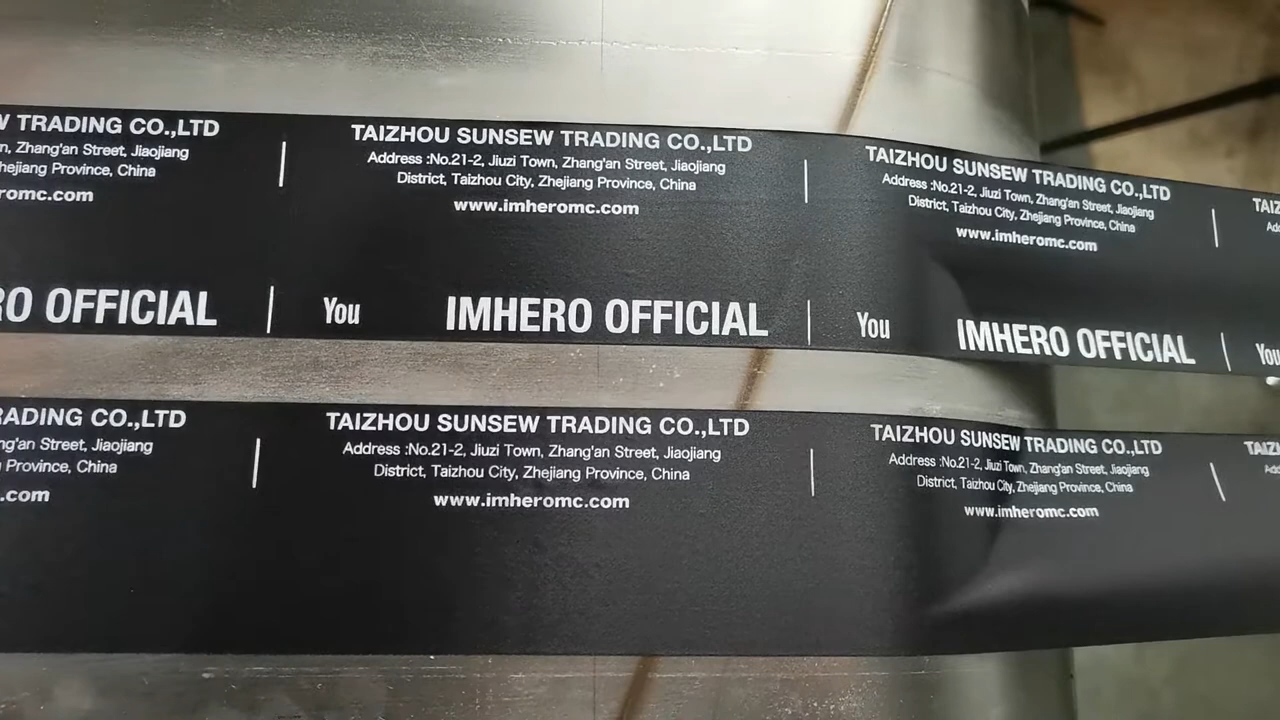 W TRADING CO.,LTD
n, Zhang'an Street, Jiaojiang
hejiang Province, China
romc.com
RO OFFICIAL
TAIZHOU SUNSEW TRADING CO.,LTD
Address :No.21-2, Jiuzi Town, Zhang'an Street, Jiaojiang
District, Taizhou City, Zhejiang Province, China
www.imheromc.com
You IMHERO OFFICIAL
TAIZHOU SUNSEW TRADING CO.,LTD
Address :No.21-2, Jiuzi Town, Zhang'an Street, Jiaojiang
District, Taizhou City, Zhejiang Province, China
www.imheromc.com
You IMHERO OFFICIAL
TAIZ
Add
You
RADING CO.,LTD
ng'an Street, Jiaojiang
Province, China
.com
TAIZHOU SUNSEW TRADING CO.,LTD
Address :No.21-2, Jiuzi Town, Zhang'an Street, Jiaojiang
District, Taizhou City, Zhejiang Province, China
www.imheromc.com
TAIZHOU SUNSEW TRADING CO.,LTD
Address :No.21-2, Jiuzi Town, Zhang'an Street, Jiaojiang
District, Taizhou City, Zhejiang Province, China
www.imheromc.com
TAIZ
Add